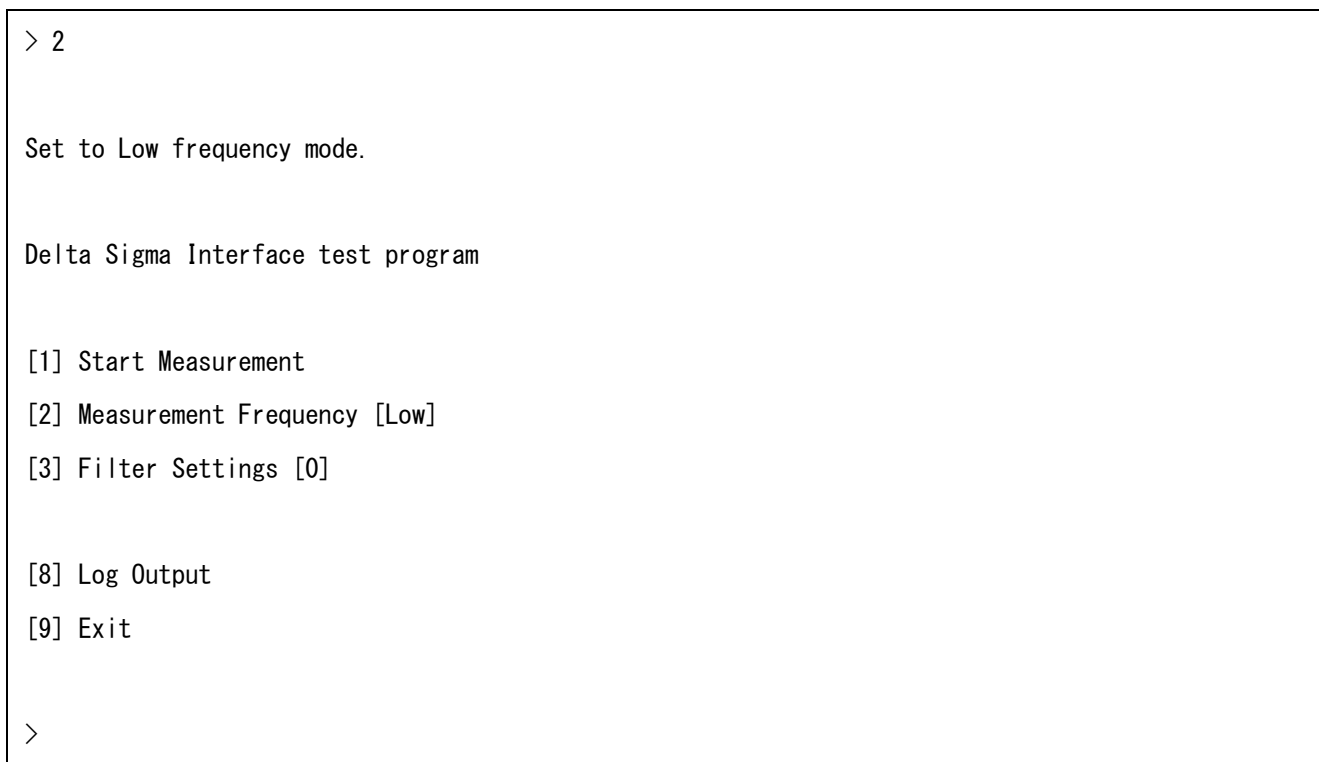 > 2
Set to Low frequency mode.
Delta Sigma Interface test program
[1] Start Measurement
[2] Measurement Frequency [Low]
[3] Filter Settings [0]
[8] Log Output
[9] Exit
>